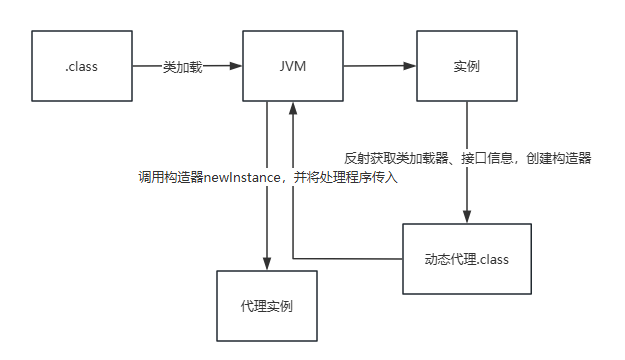 .class
类加载
JVM
实例
反射获取类加载器、接口信息，创建构造器
调用构造器newInstance，并将处理程序传入
动态代理.class
代理实例